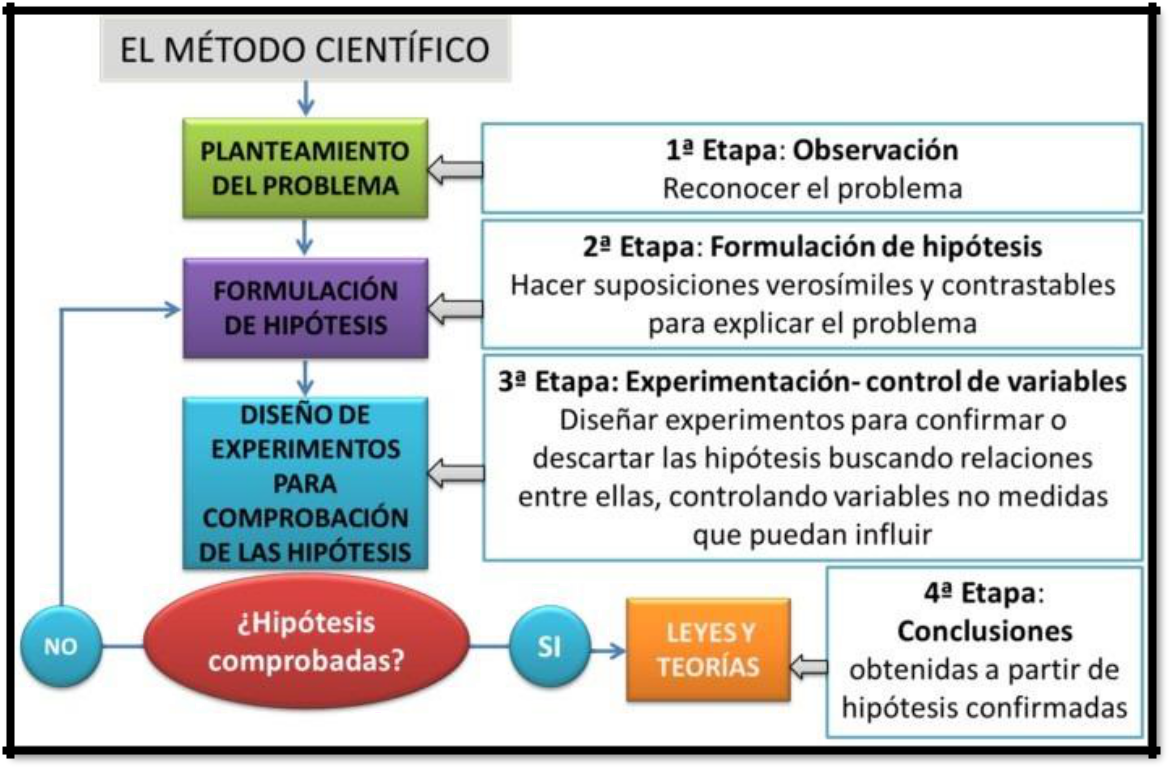 EL MÉTODO CIENTÍFICO
PLANTEAMIENTO
DEL PROBLEMA
1ª Etapa: Observación
Reconocer el problema
FORMULACIÓN
DE HIPÓTESIS
2ª Etapa: Formulación de hipótesis
Hacer suposiciones verosímiles y contrastables
para explicar el problema
DISEÑO DE
EXPERIMENTOS
PARA
COMPROBACIÓN
DE LAS HIPÓTESIS
3ª Etapa: Experimentación- control de variables
Diseñar experimentos para confirmar o
descartar las hipótesis buscando relaciones
entre ellas, controlando variables no medidas
que puedan influir
NO
¿Hipótesis
comprobadas?
SI
LEYES Y
TEORÍAS
4ª Etapa:
Conclusiones
obtenidas a partir de
hipótesis confirmadas